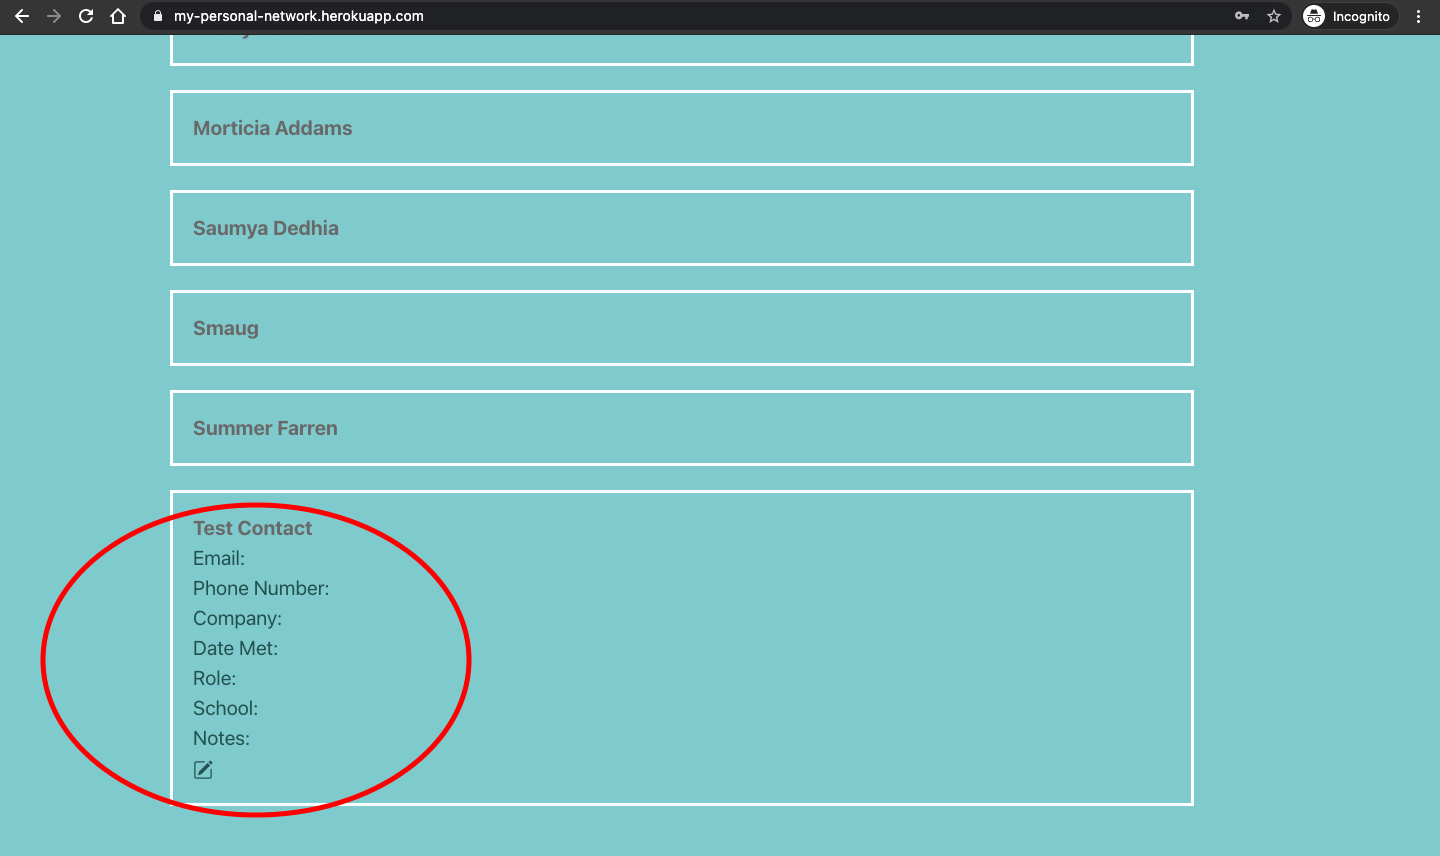 my-personal-network.herokuapp.com
Incognito
Morticia Addams
Saumya Dedhia
Smaug
Summer Farren
Test Contact
Email:
Phone Number:
Company:
Date Met:
Role:
School:
Notes: